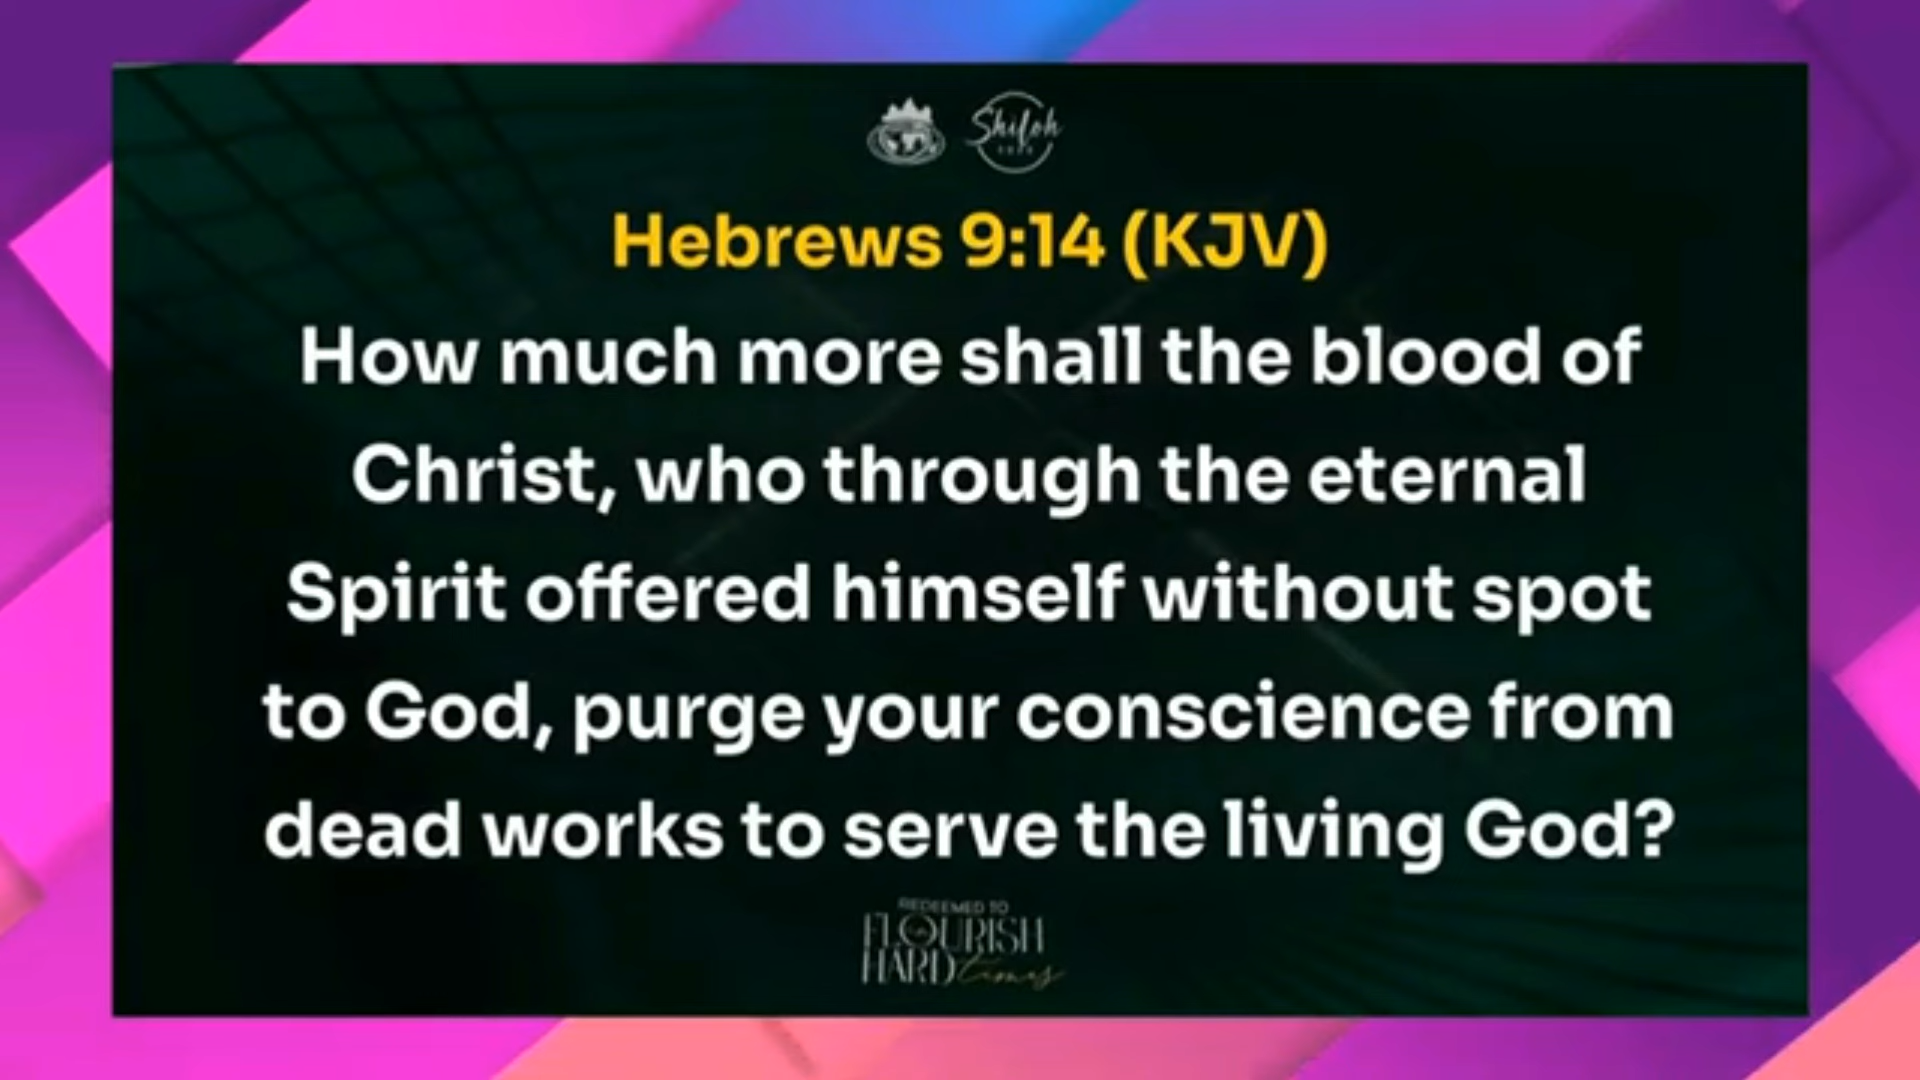 Shiloh
Hebrews 9:14 (KJV)
How much more shall the blood of
Christ, who through the eternal
Spirit offered himself without spot
to God, purge your conscience from
dead works to serve the living God?
REDEEMED TO
FLOURISH
HARD times